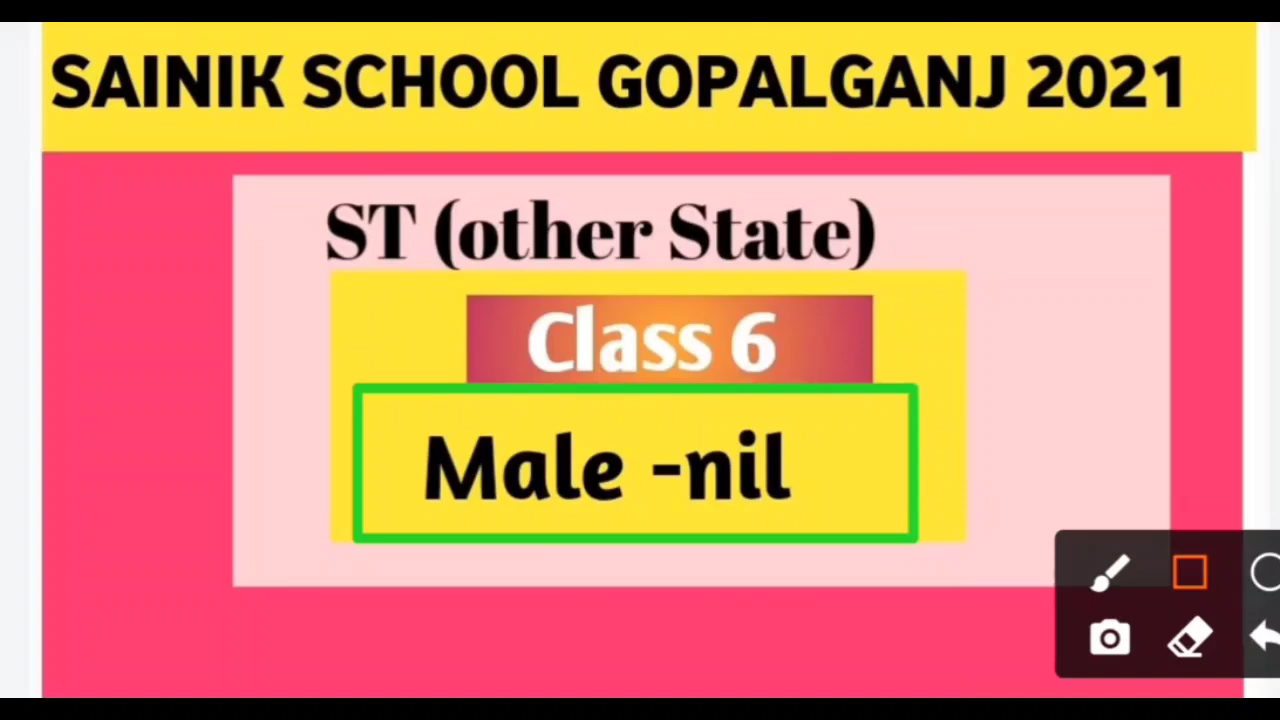 SAINIK SCHOOL GOPALGANJ 2021
ST (other State)
Class 6
Male -nil